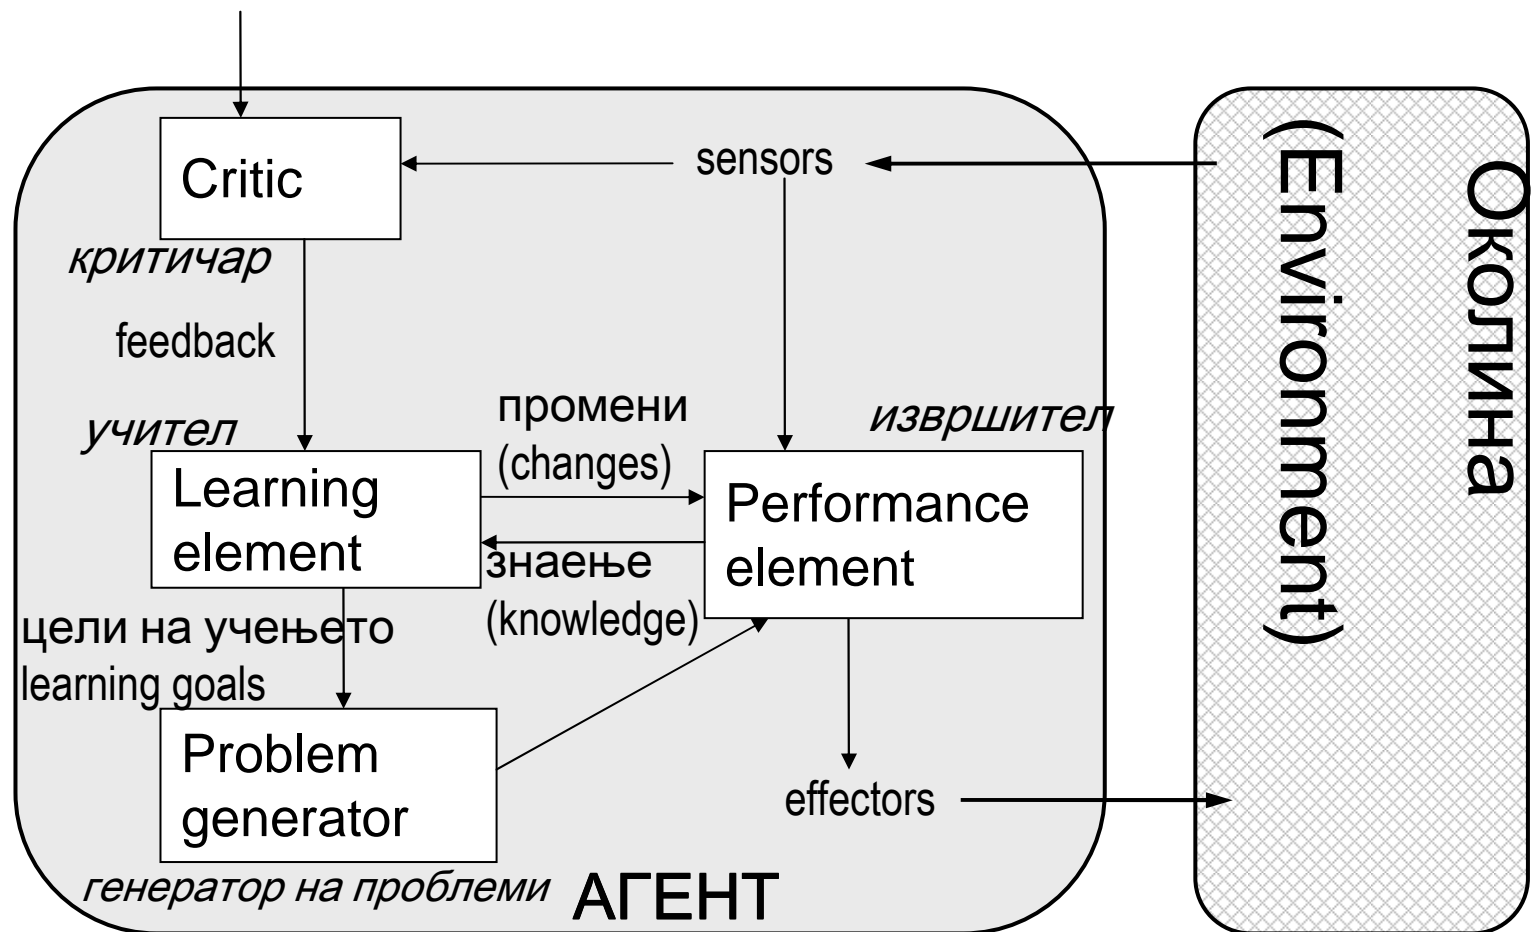 Critic
sensors
критичар
feedback
учител
промени
(changes)
извршител
Learning
element
Performance
element
знаење
(knowledge)
цели на учењето
learning goals
Problem
generator
effectors
генератор на проблеми
АГЕНТ
Околина
(Environment)